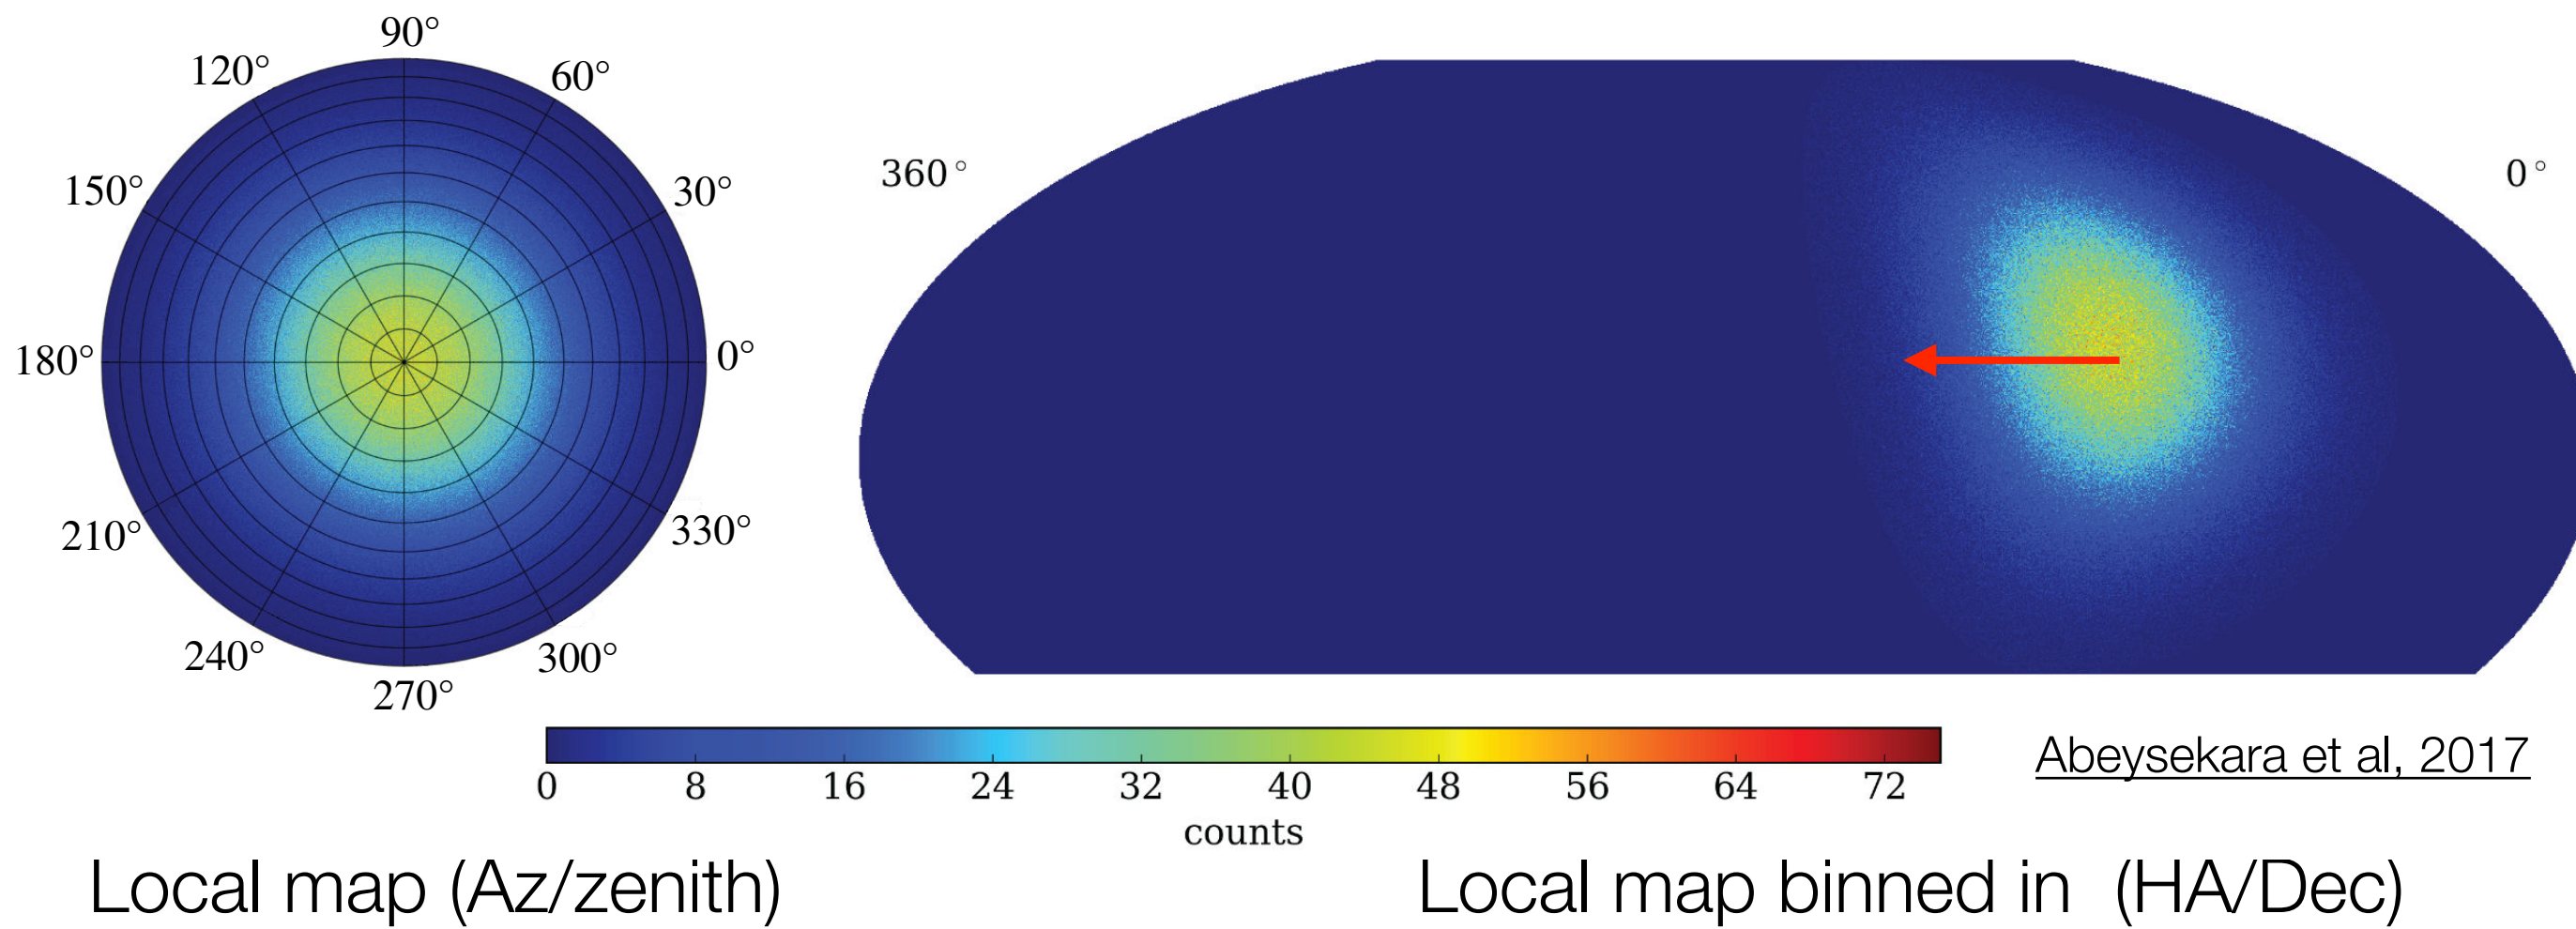 90°
120°
60°
150°
30°
360°
0°
180°
0°
210°
330°
240°
300°
270°
0 8 16 24 32 40 48 56 64 72
counts
Abeysekara et al, 2017
Local map (Az/zenith)
Local map binned in (HA/Dec)